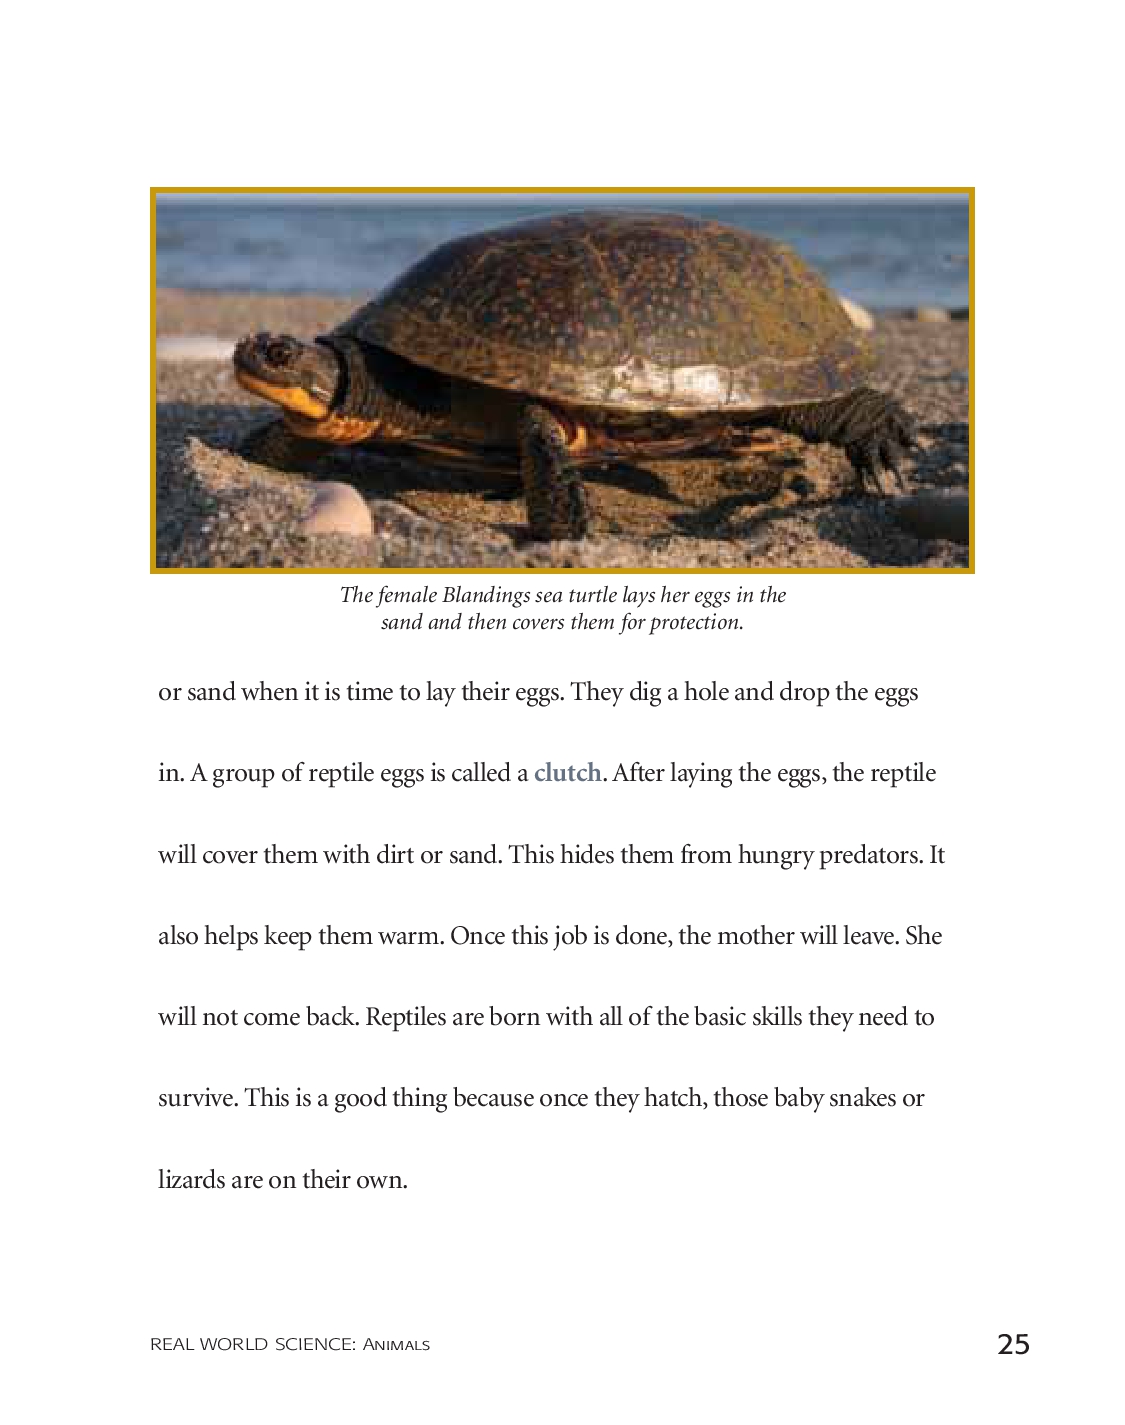 The female Blandings sea turtle lays her eggs in the
sand and then covers them for protection.
or sand when it is time to lay their eggs. They dig a hole and drop the eggs
in. A group of reptile eggs is called a clutch. After laying the eggs, the reptile
will cover them with dirt or sand. This hides them from hungry predators. It
also helps keep them warm. Once this job is done, the mother will leave. She
will not come back. Reptiles are born with all of the basic skills they need to
survive. This is a good thing because once they hatch, those baby snakes or
lizards are on their own.
REAL WORLD SCIENCE: ANIMALS
25